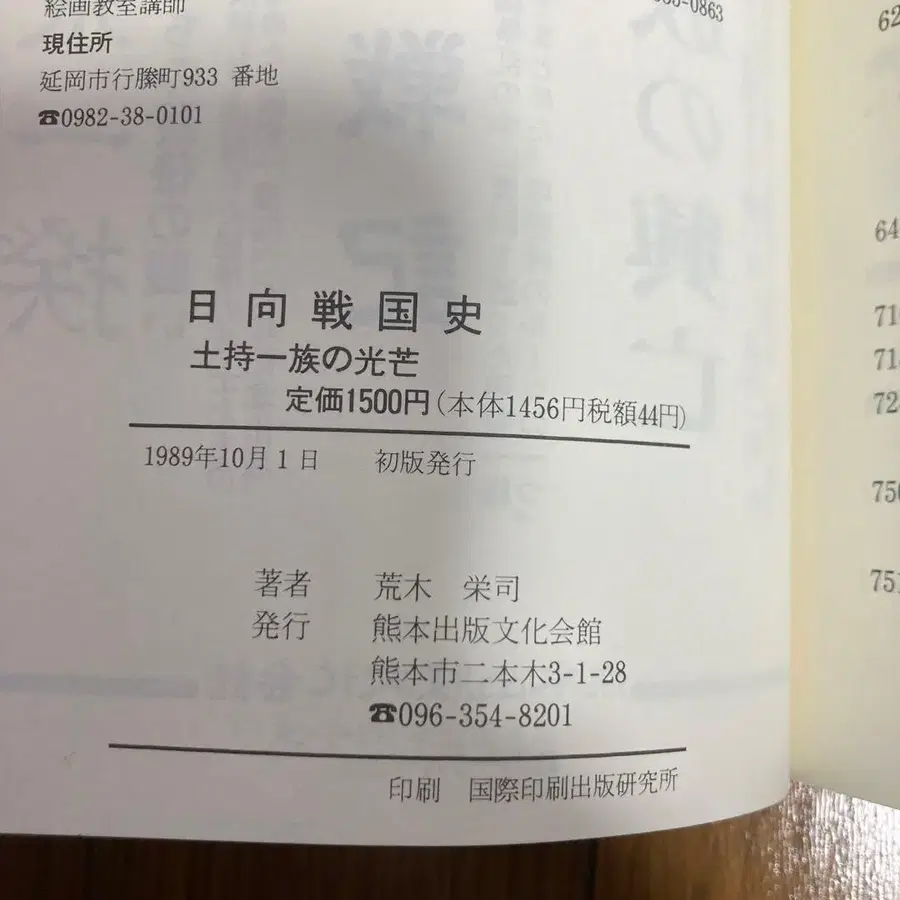 絵画教室講師
現住所
延岡市行縢町933 番地
☎0982-38-0101
日向戦国史
土持一族の光芒
定価1500円(本体1456円税額44円)
1989年10月1日 初版発行
著者 荒木 栄司
発行 熊本出版文化会館
熊本市二本木3-1-28
☎096-354-8201
印刷 国際印刷出版研究所